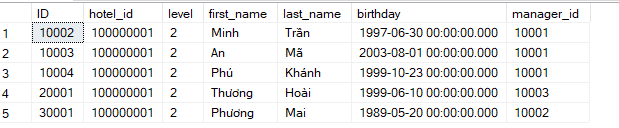 ID hotel_id level first_name last_name birthday manager_id
1 10002 100000001 2 Minh Trần 1997-06-30 00:00:00.000 10001
2 10003 100000001 2 An Mã 2003-08-01 00:00:00.000 10001
3 10004 100000001 2 Phú Khánh 1999-10-23 00:00:00.000 10001
4 20001 100000001 2 Thương Hoài 1999-06-10 00:00:00.000 10003
5 30001 100000001 2 Phương Mai 1989-05-20 00:00:00.000 10002